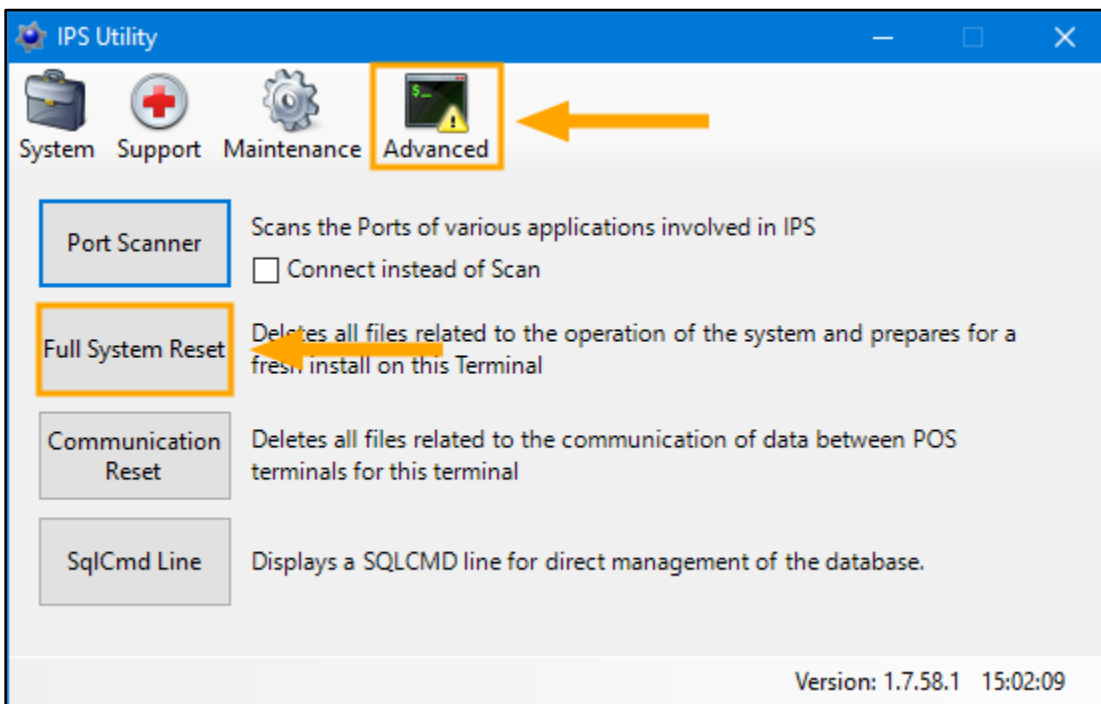 IPS Utility
System Support Maintenance Advanced
Port Scanner
Scans the Ports of various applications involved in IPS
Connect instead of Scan
Full System Reset
Deletes all files related to the operation of the system and prepares for a
fresh install on this Terminal
Communication
Reset
Deletes all files related to the communication of data between POS
terminals for this terminal
SqlCmd Line
Displays a SQLCMD line for direct management of the database.
Version: 1.7.58.1 15:02:09